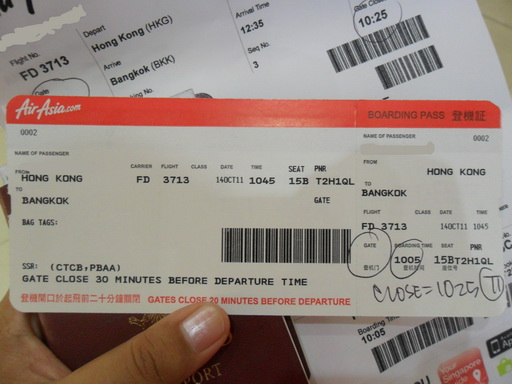 Depart
Hong Kong (HKG)
Arrival Time
12:35
Gate Closes
10:25
Flight No.
FD 3713
Arrive
Bangkok (BKK)
Seq No.
3
Date
AirAsia.com
BOARDING PASS 登機証
0002
NAME OF PASSENGER
0002
NAME OF PASSENGER
CARRIER FLIGHT CLASS DATE TIME SEAT PNR
FROM
HONG KONG FD 3713 14OCT11 1045 15B T2H1QL
TO
BANGKOK
GATE
BAG TAGS:
FROM
HONG KONG
TO
BANGKOK
FLIGHT CLASS DATE TIME
FD 3713 14OCT11 1045
GATE BOARDING TIME SEAT PNR
1005 15BT2H1QL
SSR: (CTCB,PBAA)
GATE CLOSE 30 MINUTES BEFORE DEPARTURE TIME
登機閘口於起飛前二十分鐘關閉 GATES CLOSE 20 MINUTES BEFORE DEPARTURE
CLOSE=1025
Boarding Time
10:05
Your
Singapore